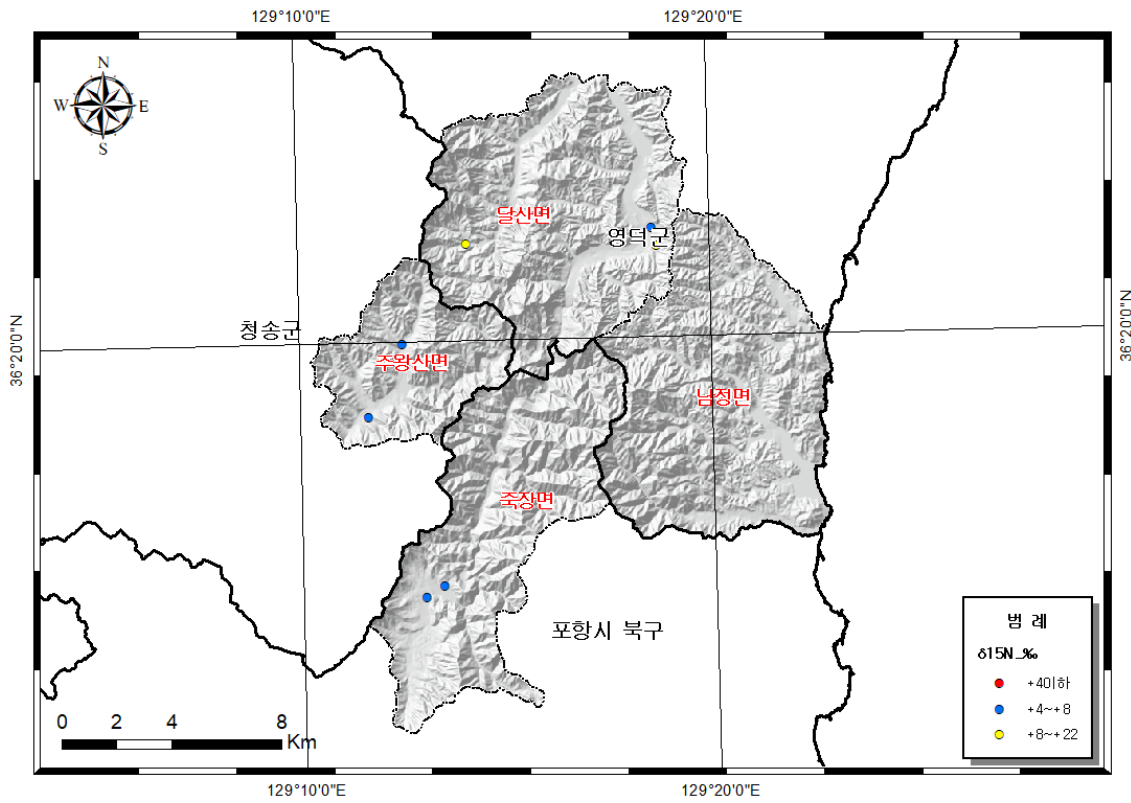 129°10'0"E
129°20'0"E
N
W
E
S
달산면
영덕군
청송군
36°20'0"N
36°20'0"N
주왕산면
남정면
죽장면
포항시 북구
범 례
δ15N_‰
+4이하
+4~+8
+8~+22
0 2 4 8
Km
129°10'0"E
129°20'0"E